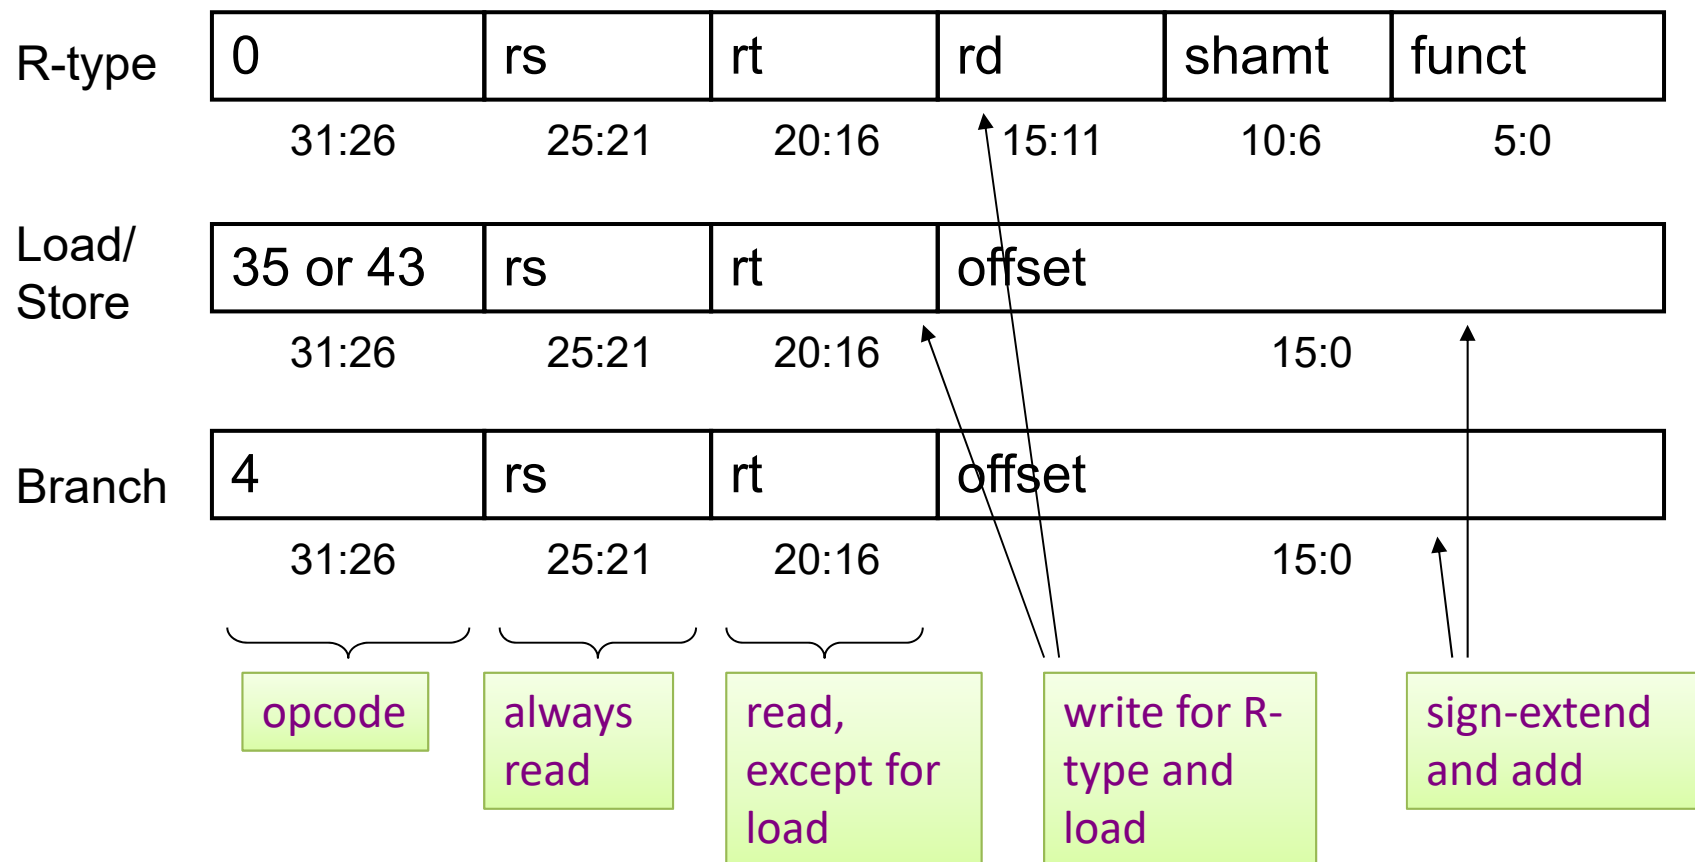 R-type 0 rs rt rd shamt funct
31:26 25:21 20:16 15:11 10:6 5:0
Load/
Store
35 or 43 rs rt offset
31:26 25:21 20:16 15:0
Branch 4 rs rt offset
31:26 25:21 20:16 15:0
opcode
always
read
read,
except for
load
write for R-
type and
load
sign-extend
and add